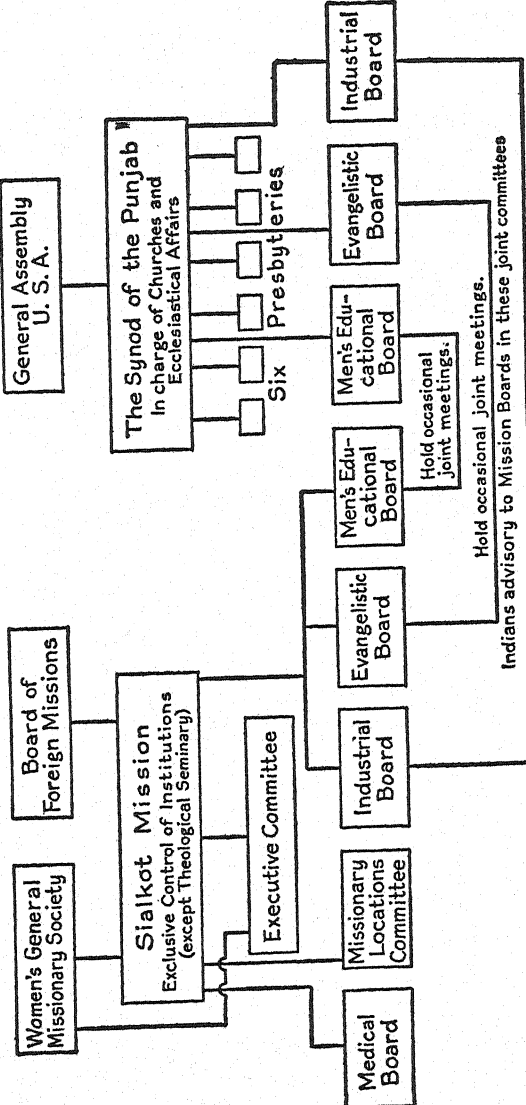 Women's General
Missionary Society
Board of
Foreign Missions
General Assembly
U. S. A.
Sialkot Mission
Exclusive Control of Institutions
(except Theological Seminary)
The Synod of the Punjab
In charge of Churches and
Ecclesiastical Affairs
Executive Committee
Six Presbyteries
Medical
Board
Missionary
Locations
Committee
Industrial
Board
Evangelistic
Board
Men's Edu-
cational
Board
Men's Edu-
cational
Board
Evangelistic
Board
Industrial
Board
Hold occasional
joint meetings.
Hold occasional joint meetings.
Indians advisory to Mission Boards in these joint committees